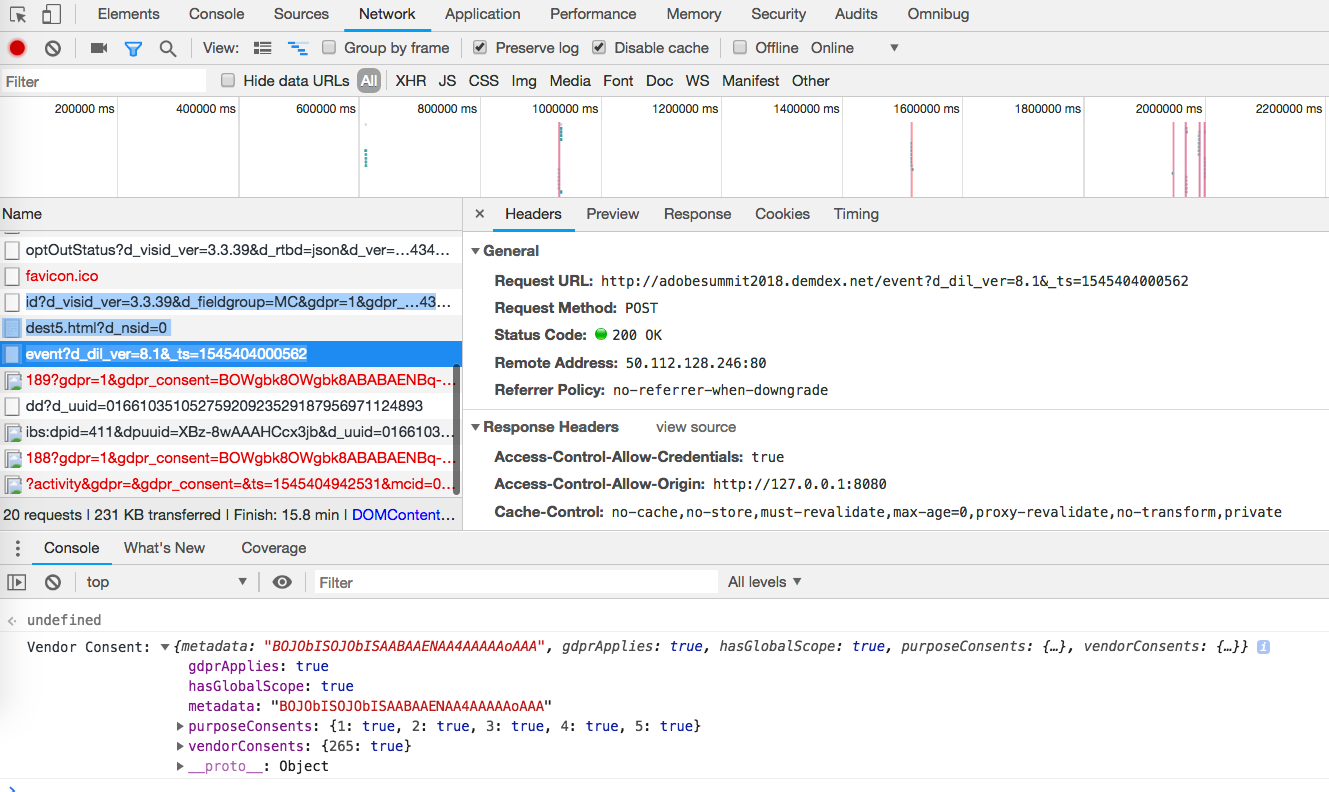 Elements Console Sources Network Application Performance Memory Security Audits Omnibug
View: Group by frame Preserve log Disable cache Offline Online
Filter Hide data URLs All XHR JS CSS Img Media Font Doc WS Manifest Other
200000 ms 400000 ms 600000 ms 800000 ms 1000000 ms 1200000 ms 1400000 ms 1600000 ms 1800000 ms 2000000 ms 2200000 ms
Name
optOutStatus?d_visid_ver=3.3.39&d_rtbd=json&d_ver=…434…
favicon.ico
id?d_visid_ver=3.3.39&d_fieldgroup=MC&gdpr=1&gdpr_…43…
dest5.html?d_nsid=0
event?d_dil_ver=8.1&_ts=1545404000562
189?gdpr=1&gdpr_consent=BOWgbk8OWgbk8ABABAENBq-…
dd?d_uuid=01661035105275920923529187956971124893
ibs:dpid=411&dpuuid=XBz-8wAAAHCcx3jb&d_uuid=0166103…
188?gdpr=1&gdpr_consent=BOWgbk8OWgbk8ABABAENBq-…
?activity&gdpr=&gdpr_consent=&ts=1545404942531&mcid=0…
20 requests | 231 KB transferred | Finish: 15.8 min | DOMContent…
× Headers Preview Response Cookies Timing
General
Request URL: http://adobesummit2018.demdex.net/event?d_dil_ver=8.1&_ts=1545404000562
Request Method: POST
Status Code: 200 OK
Remote Address: 50.112.128.246:80
Referrer Policy: no-referrer-when-downgrade
Response Headers view source
Access-Control-Allow-Credentials: true
Access-Control-Allow-Origin: http://127.0.0.1:8080
Cache-Control: no-cache,no-store,must-revalidate,max-age=0,proxy-revalidate,no-transform,private
Console What's New Coverage
top Filter All levels
undefined
Vendor Consent: {metadata: "BOJObISOJObISAABAAENAA4AAAAAoAAA", gdprApplies: true, hasGlobalScope: true, purposeConsents: {…}, vendorConsents: {…}} i
gdprApplies: true
hasGlobalScope: true
metadata: "BOJObISOJObISAABAAENAA4AAAAAoAAA"
purposeConsents: {1: true, 2: true, 3: true, 4: true, 5: true}
vendorConsents: {265: true}
__proto__: Object